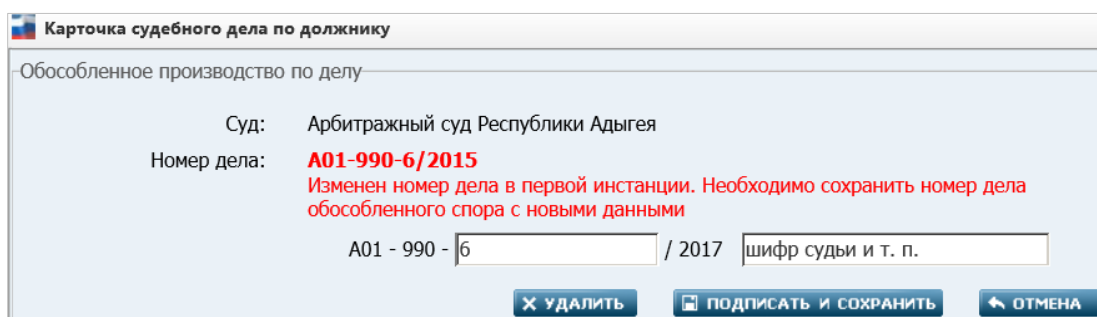 Карточка судебного дела по должнику
Обособленное производство по делу
Суд: Арбитражный суд Республики Адыгея
Номер дела: А01-990-6/2015
Изменен номер дела в первой инстанции. Необходимо сохранить номер дела
обособленного спора с новыми данными
А01 - 990 - 6 / 2017 шифр судьи и т. п.
УДАЛИТЬ ПОДПИСАТЬ И СОХРАНИТЬ ОТМЕНА